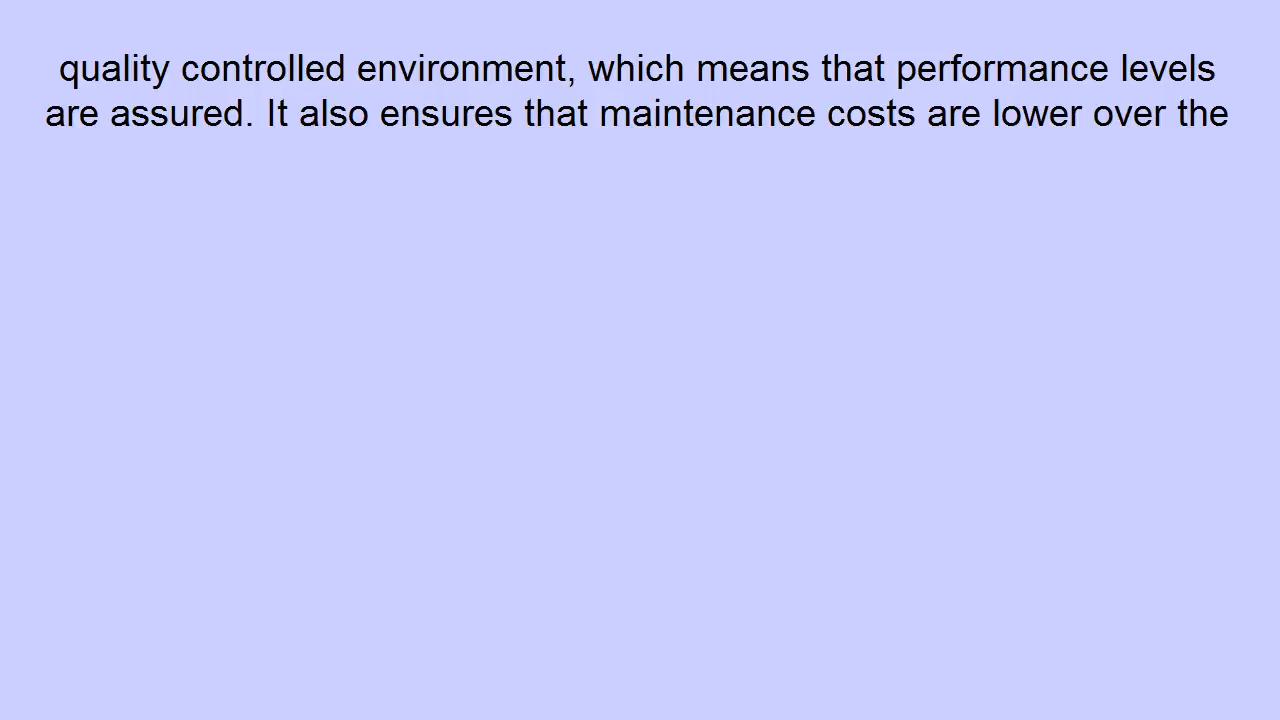 quality controlled environment, which means that performance levels
are assured. It also ensures that maintenance costs are lower over the